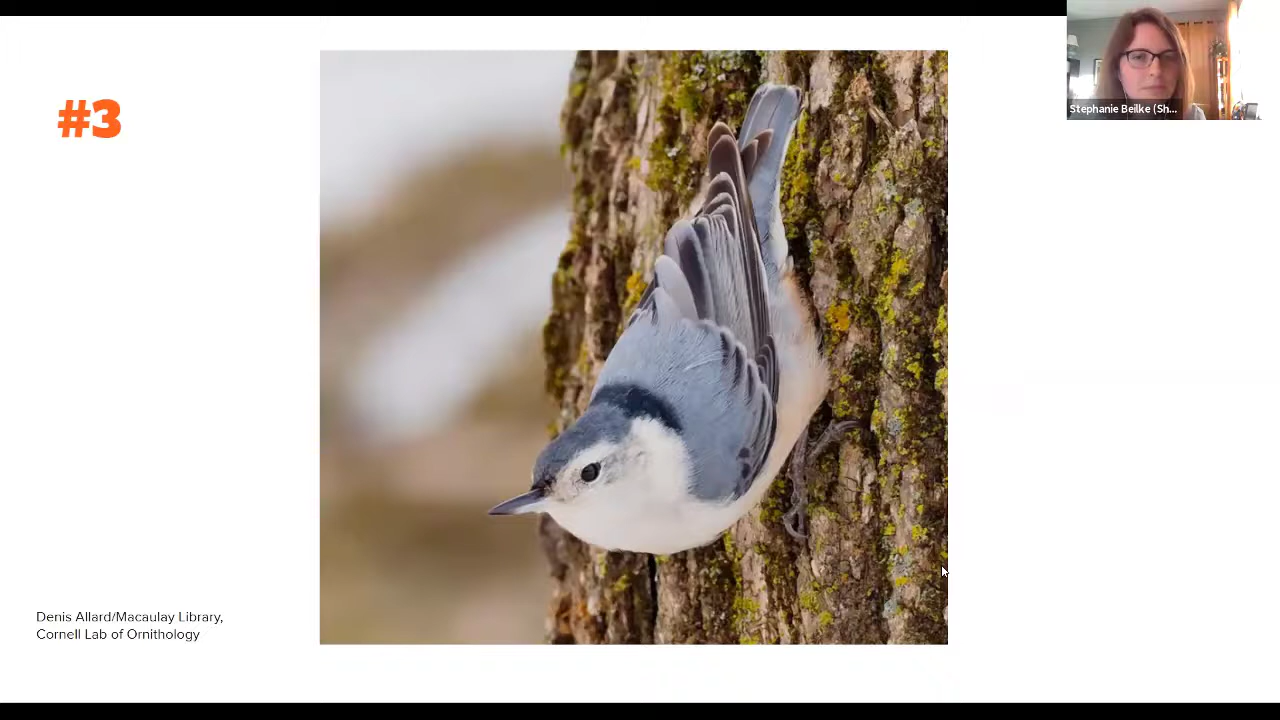 #3
Stephanie Beilke (Sh...
Denis Allard/Macaulay Library,
Cornell Lab of Ornithology